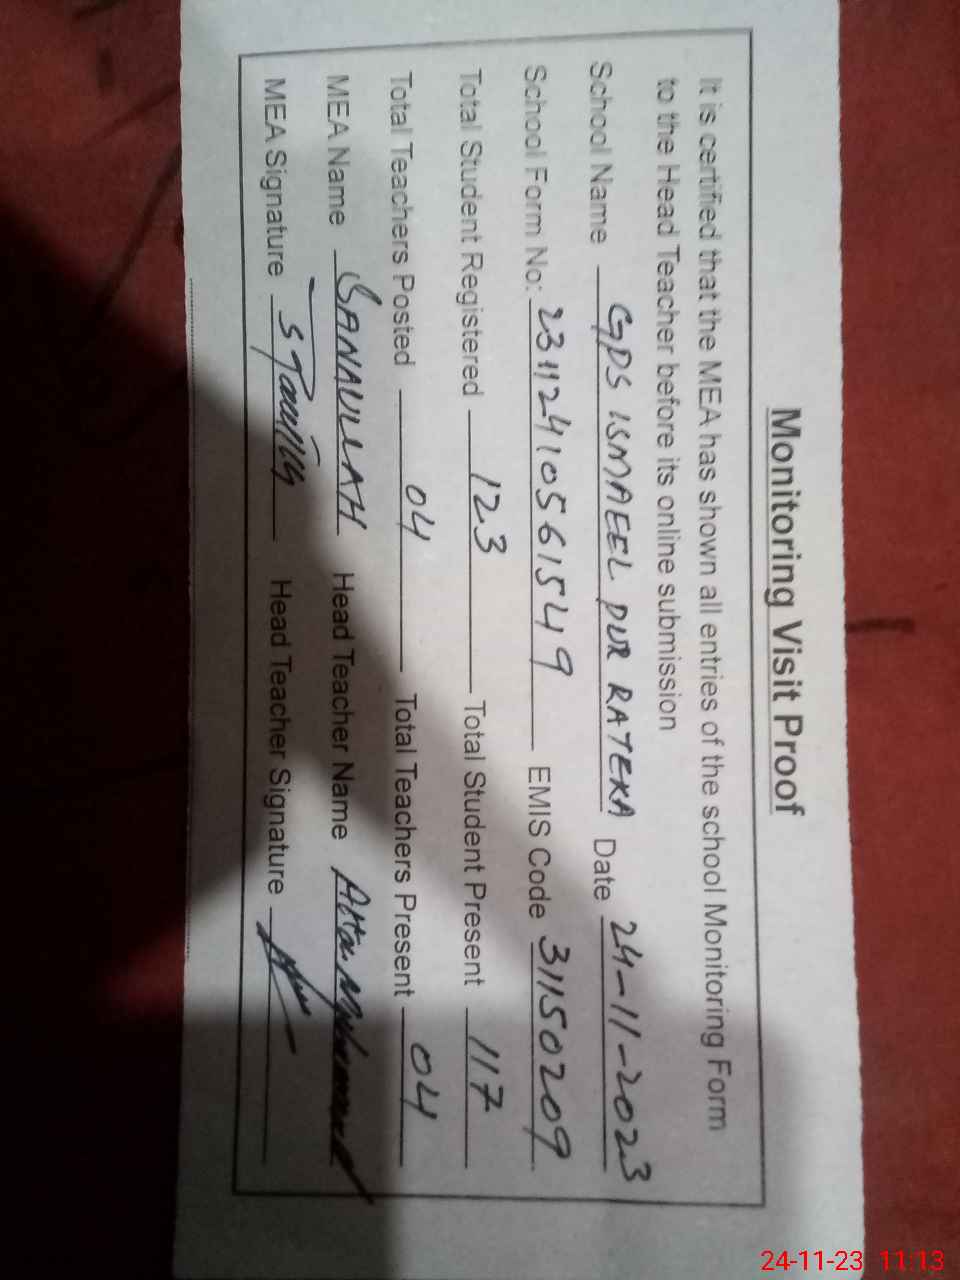 Monitoring Visit Proof
It is certified that the MEA has shown all entries of the school Monitoring Form
to the Head Teacher before its online submission
School Name GPS ISMAEEL PUR RATEKA Date 24-11-2023
School Form No: 23112410561549 EMIS Code 31150209
Total Student Registered 123 Total Student Present 117
Total Teachers Posted 04 Total Teachers Present 04
MEA Name SANAULLAH Head Teacher Name Atta Muhammad
MEA Signature Head Teacher Signature
24-11-23 11:13